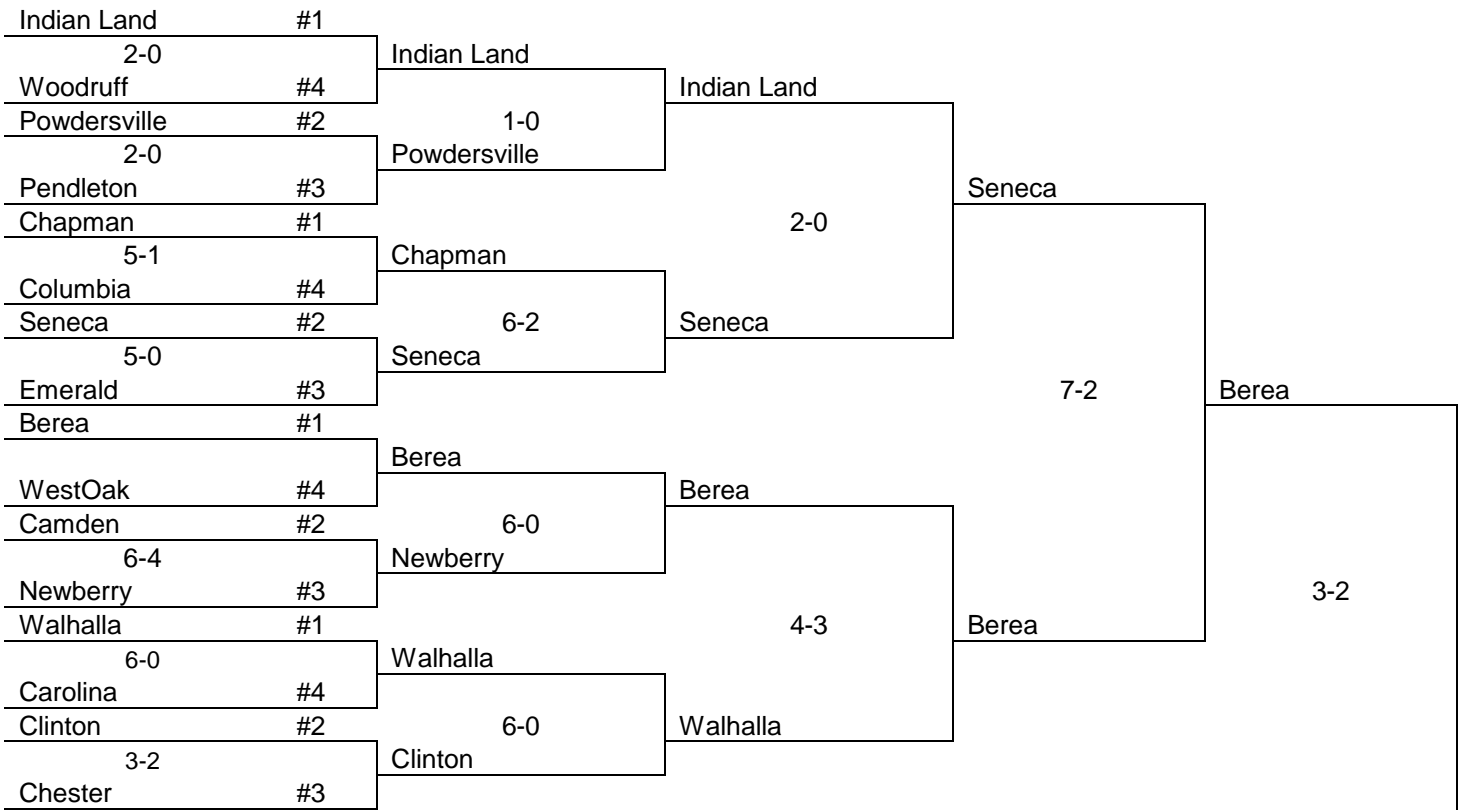 Indian Land #1
2-0 Indian Land
Woodruff #4 Indian Land
Powdersville #2 1-0
2-0 Powdersville
Pendleton #3 Seneca
Chapman #1 2-0
5-1 Chapman
Columbia #4
Seneca #2 6-2 Seneca
5-0 Seneca
Emerald #3 7-2 Berea
Berea #1
Berea
WestOak #4 Berea
Camden #2 6-0
6-4 Newberry
Newberry #3 3-2
Walhalla #1 4-3 Berea
6-0 Walhalla
Carolina #4
Clinton #2 6-0 Walhalla
3-2 Clinton
Chester #3